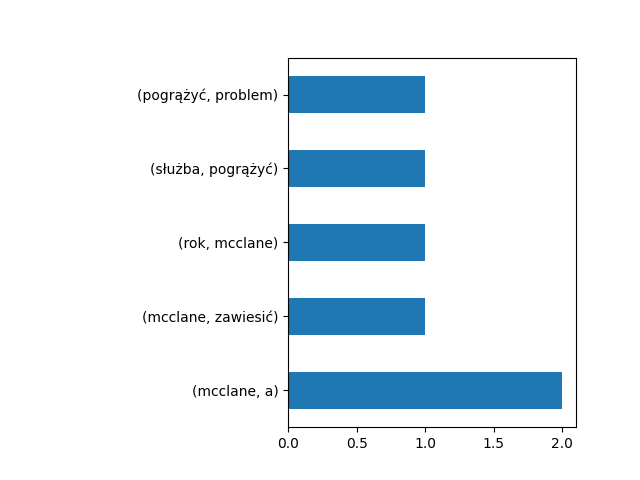 (pogrążyć, problem)
(służba, pogrążyć)
(rok, mcclane)
(mcclane, zawiesić)
(mcclane, a)
0.0 0.5 1.0 1.5 2.0